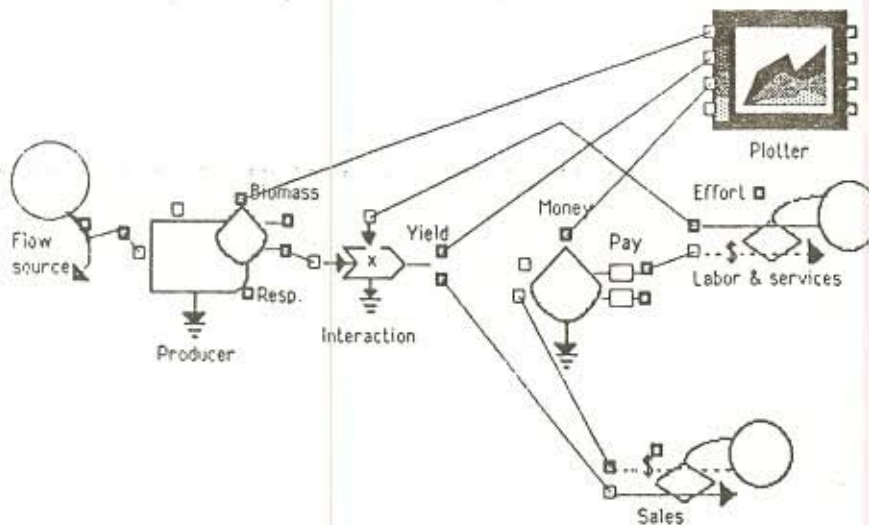 Plotter
Biomass
Effort
Money
Flow
source
Yield
Pay
$
Labor & services
x
Resp.
Interaction
Producer
$
Sales